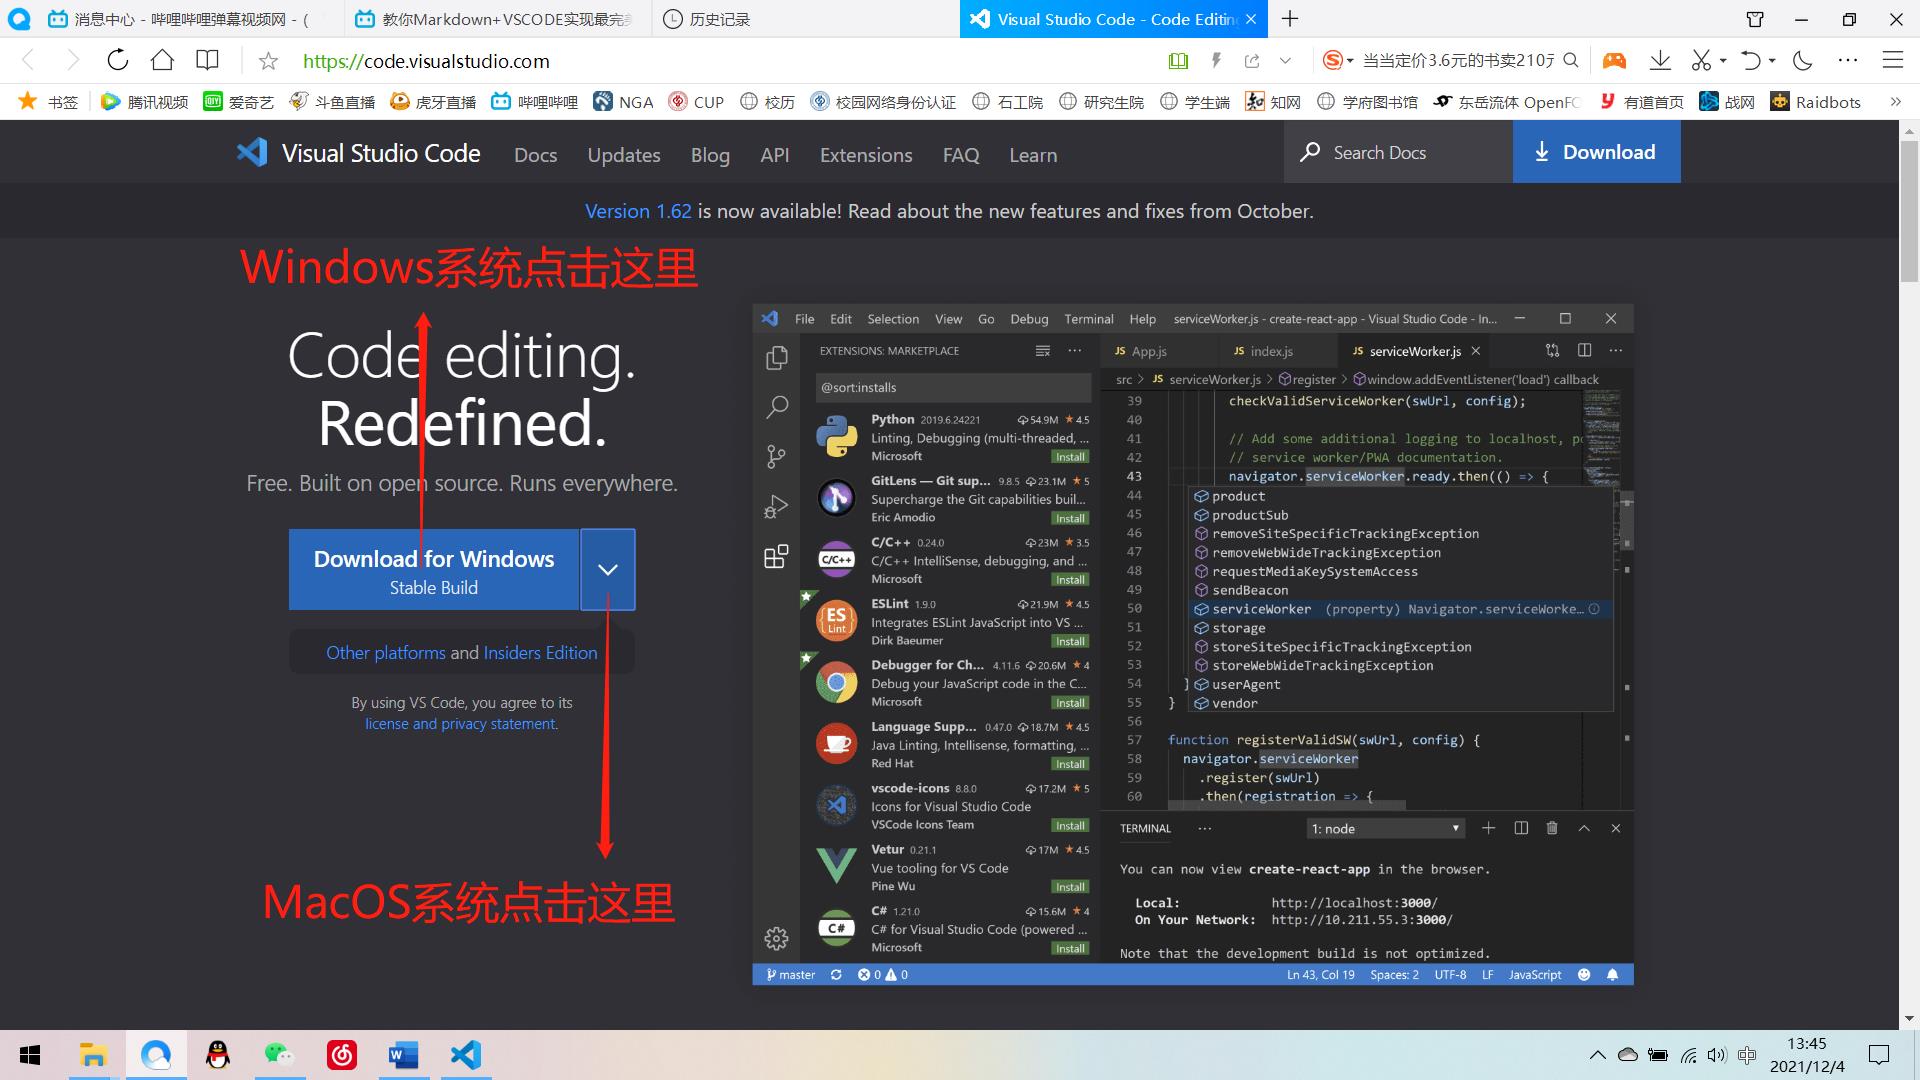 消息中心 - 哔哩哔哩弹幕视频网 - (
教你Markdown+VSCODE实现最完
历史记录
Visual Studio Code - Code Editin
https://code.visualstudio.com
当当定价3.6元的书卖210元
书签 腾讯视频 爱奇艺 斗鱼直播 虎牙直播 哔哩哔哩 NGA CUP 校历 校园网络身份认证 石工院 研究生院 学生端 知网 学府图书馆 东岳流体 OpenFO 有道首页 战网 Raidbots »
Visual Studio Code Docs Updates Blog API Extensions FAQ Learn
Search Docs
Download
Version 1.62 is now available! Read about the new features and fixes from October.
Windows系统点击这里
Code editing.
Redefined.
Free. Built on open source. Runs everywhere.
Download for Windows
Stable Build
Other platforms and Insiders Edition
By using VS Code, you agree to its
license and privacy statement.
MacOS系统点击这里
File Edit Selection View Go Debug Terminal Help serviceWorker.js - create-react-app - Visual Studio Code - In...
EXTENSIONS: MARKETPLACE
@sort:installs
Python 2019.6.24221 54.9M ★ 4.5
Linting, Debugging (multi-threaded, ...
Microsoft Install
GitLens — Git sup... 9.8.5 23.1M ★ 5
Supercharge the Git capabilities buil...
Eric Amodio Install
C/C++ 0.24.0 23M ★ 3.5
C/C++ IntelliSense, debugging, and ...
Microsoft Install
ESLint 1.9.0 21.9M ★ 4.5
Integrates ESLint JavaScript into VS ...
Dirk Baeumer Install
Debugger for Ch... 4.11.6 20.6M ★ 4
Debug your JavaScript code in the C...
Microsoft Install
Language Supp... 0.47.0 18.7M ★ 4.5
Java Linting, Intellisense, formatting, ...
Red Hat Install
vscode-icons 8.8.0 17.2M ★ 5
Icons for Visual Studio Code
VSCode Icons Team Install
Vetur 0.21.1 17M ★ 4.5
Vue tooling for VS Code
Pine Wu Install
C# 1.21.0 15.6M ★ 4
C# for Visual Studio Code (powered ...
Microsoft Install
C/C++
ES
Lint
C#
JS App.js JS index.js JS serviceWorker.js
src > JS serviceWorker.js > register > window.addEventListener('load') callback
39 checkValidServiceWorker(swUrl, config);
40
41 // Add some additional logging to localhost, po
42 // service worker/PWA documentation.
43 navigator.serviceWorker.ready.then(() => {
44 product
45 productSub
46 removeSiteSpecificTrackingException
47 removeWebWideTrackingException
48 requestMediaKeySystemAccess
49 sendBeacon
50 serviceWorker (property) Navigator.serviceWorke...
51 storage
52 storeSiteSpecificTrackingException
53 storeWebWideTrackingException
54 } userAgent
55 } vendor
56
57 function registerValidSW(swUrl, config) {
58 navigator.serviceWorker
59 .register(swUrl)
60 .then(registration => {
TERMINAL ... 1: node
You can now view create-react-app in the browser.
Local: http://localhost:3000/
On Your Network: http://10.211.55.3:3000/
Note that the development build is not optimized.
master 0 0 Ln 43, Col 19 Spaces: 2 UTF-8 LF JavaScript
中
13:45
2021/12/4